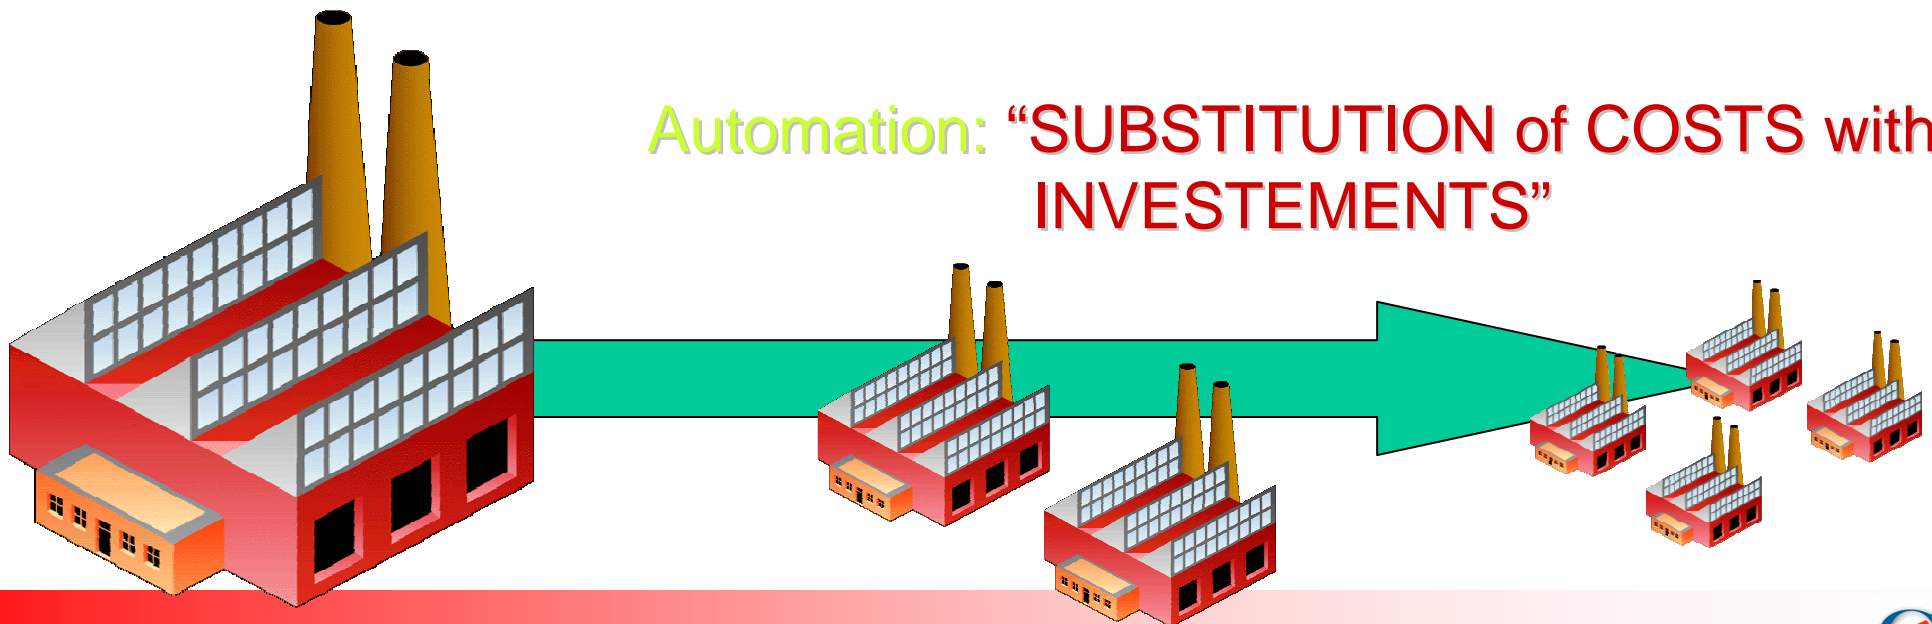 Automation: “SUBSTITUTION of COSTS with
INVESTEMENTS”